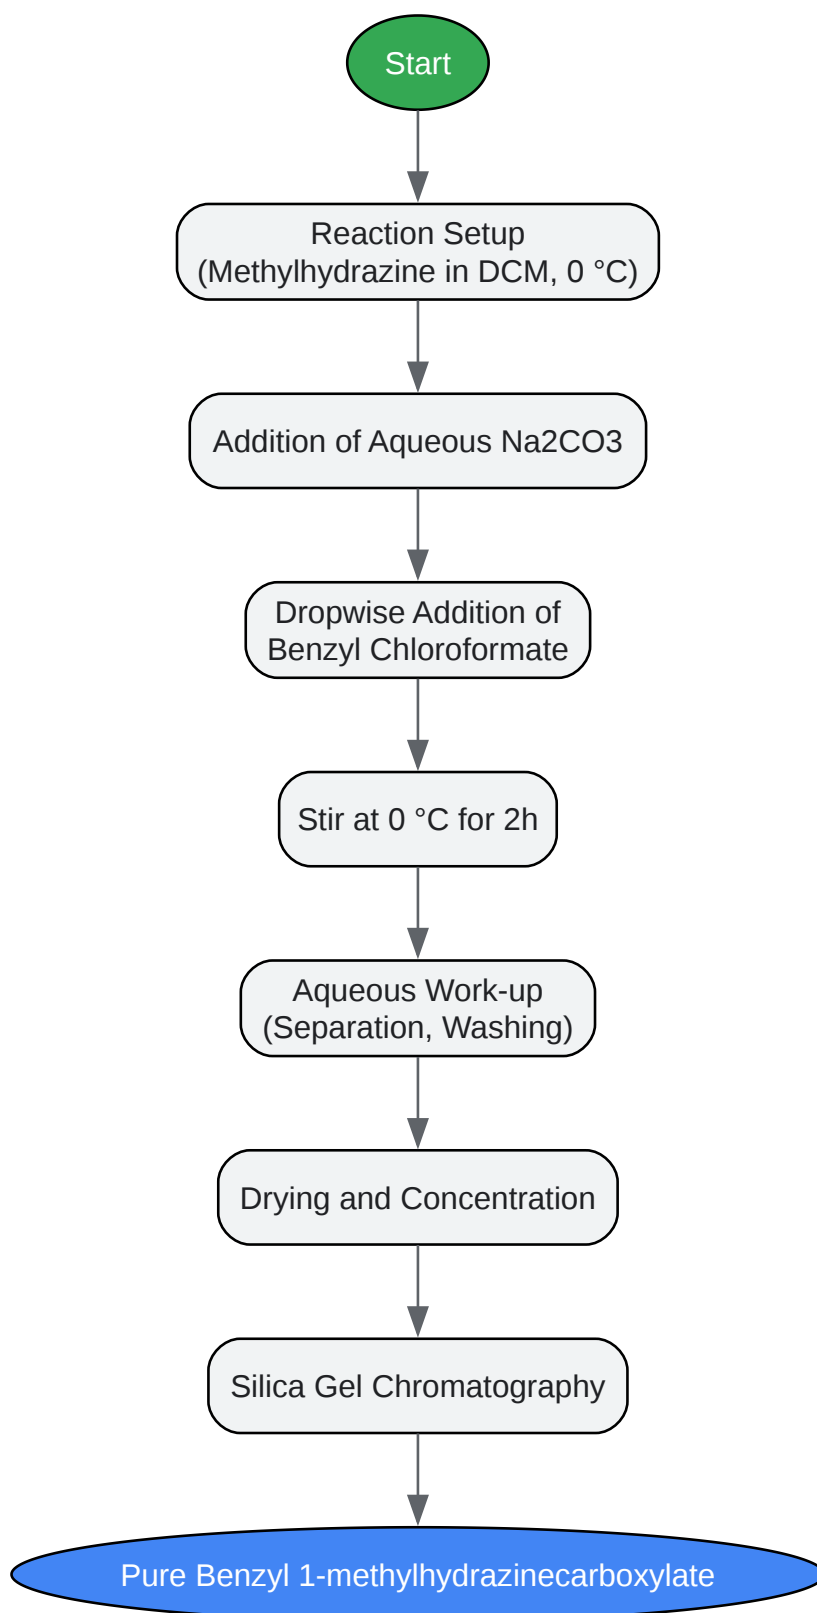 Start
Reaction Setup
(Methylhydrazine in DCM, 0 °C)
Addition of Aqueous Na2CO3
Dropwise Addition of
Benzyl Chloroformate
Stir at 0 °C for 2h
Aqueous Work-up
(Separation, Washing)
Drying and Concentration
Silica Gel Chromatography
Pure Benzyl 1-methylhydrazinecarboxylate